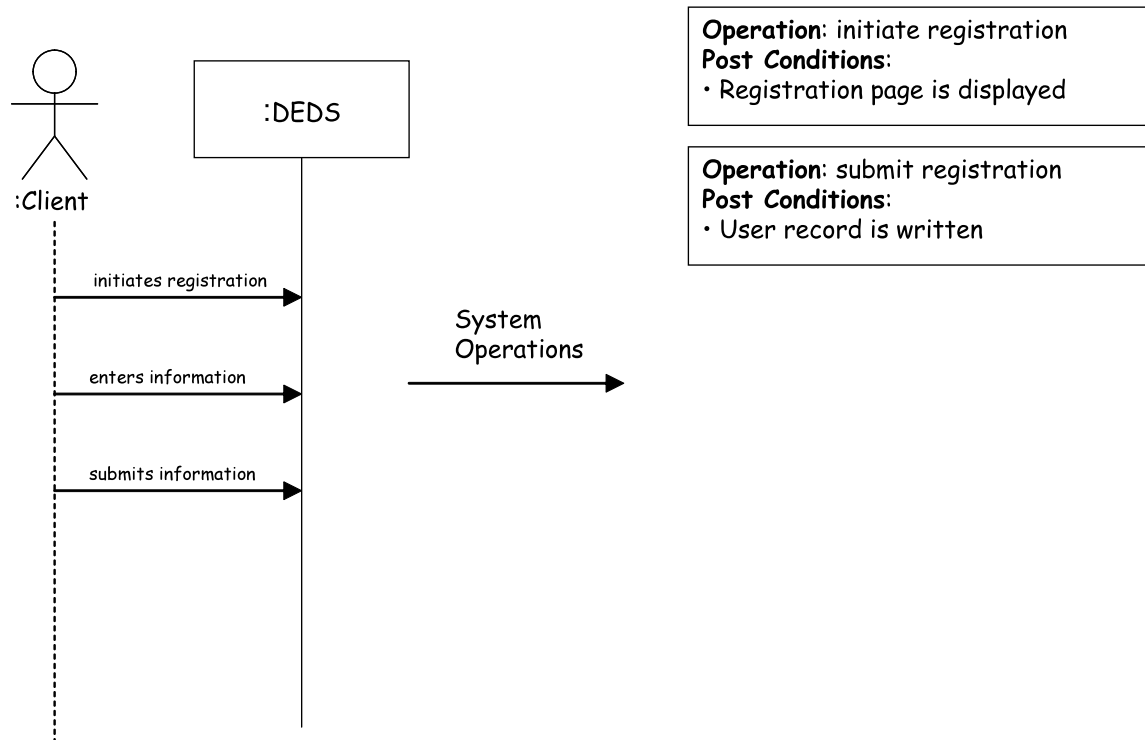 :Client
:DEDS
initiates registration
enters information
submits information
System
Operations
Operation: initiate registration
Post Conditions:
• Registration page is displayed
Operation: submit registration
Post Conditions:
• User record is written